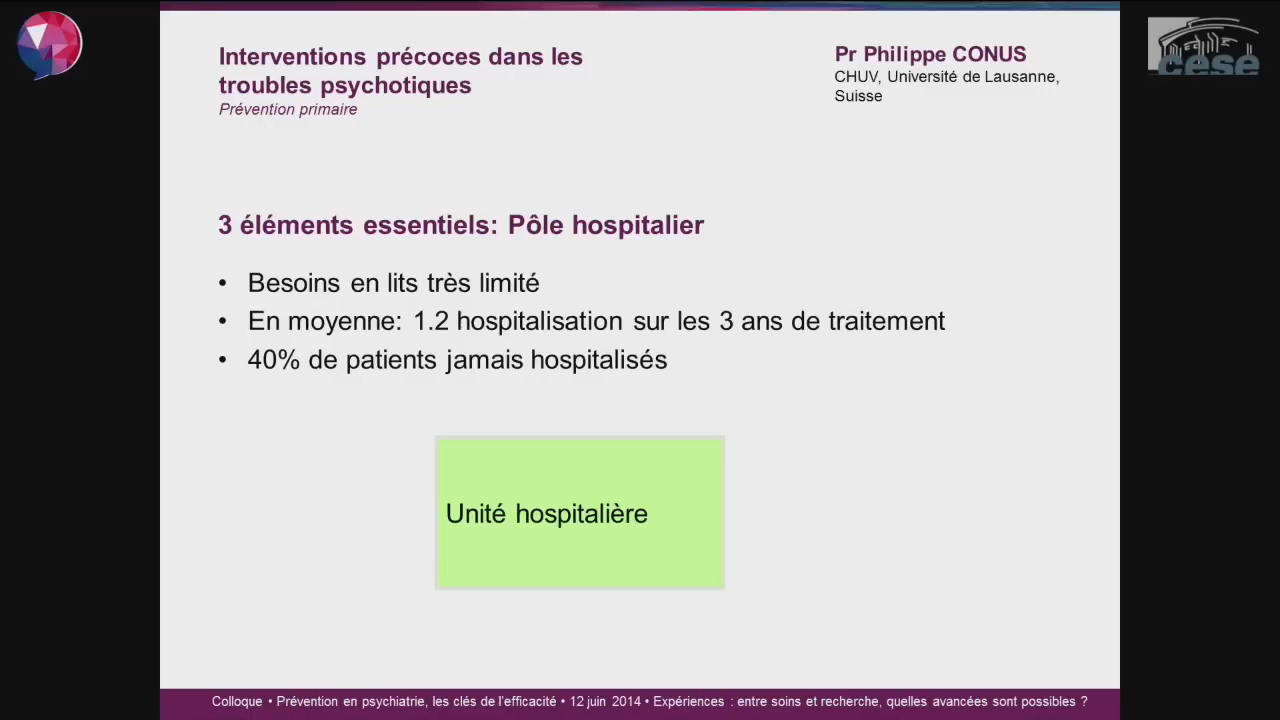 Interventions précoces dans les
troubles psychotiques
Prévention primaire
Pr Philippe CONUS
CHUV, Université de Lausanne,
Suisse
cese
3 éléments essentiels: Pôle hospitalier
• Besoins en lits très limité
• En moyenne: 1.2 hospitalisation sur les 3 ans de traitement
• 40% de patients jamais hospitalisés
Unité hospitalière
Colloque • Prévention en psychiatrie, les clés de l'efficacité • 12 juin 2014 • Expériences : entre soins et recherche, quelles avancées sont possibles ?